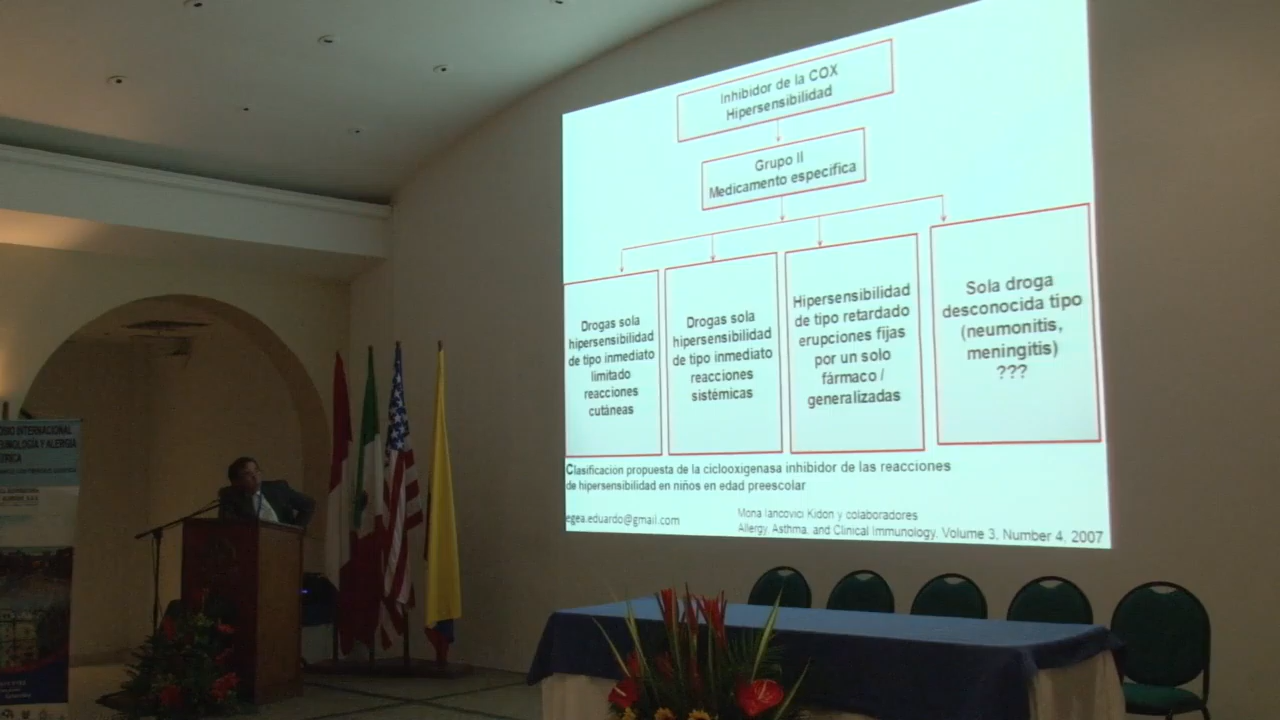 Inhibidor de la COX
Hipersensibilidad
Grupo II
Medicamento especifica
Drogas sola
hipersensibilidad
de tipo inmediato
limitado
reacciones
cutáneas
Drogas sola
hipersensibilidad
de tipo inmediato
reacciones
sistémicas
Hipersensibilidad
de tipo retardado
erupciones fijas
por un solo
fármaco /
generalizadas
Sola droga
desconocida tipo
(neumonitis,
meningitis)
???
Clasificacion propuesta de la ciclooxigenasa inhibidor de las reacciones
de hipersensibilidad en niños en edad preescolar
egea.eduardo@gmail.com
Mona Iancovici Kidon y colaboradores
Allergy, Asthma, and Clinical Immunology. Volume 3, Number 4, 2007
INTERNACIONAL
Y ALERGIA